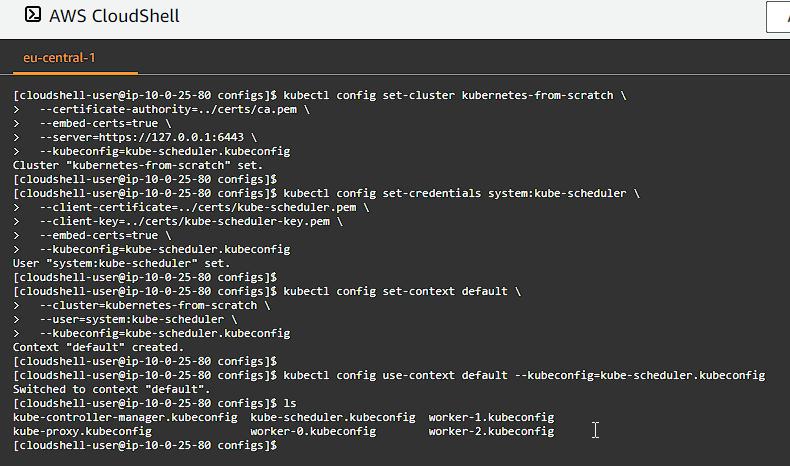 AWS CloudShell
eu-central-1
[cloudshell-user@ip-10-0-25-80 configs]$ kubectl config set-cluster kubernetes-from-scratch \
>   --certificate-authority=../certs/ca.pem \
>   --embed-certs=true \
>   --server=https://127.0.0.1:6443 \
>   --kubeconfig=kube-scheduler.kubeconfig
Cluster "kubernetes-from-scratch" set.
[cloudshell-user@ip-10-0-25-80 configs]$
[cloudshell-user@ip-10-0-25-80 configs]$ kubectl config set-credentials system:kube-scheduler \
>   --client-certificate=../certs/kube-scheduler.pem \
>   --client-key=../certs/kube-scheduler-key.pem \
>   --embed-certs=true \
>   --kubeconfig=kube-scheduler.kubeconfig
User "system:kube-scheduler" set.
[cloudshell-user@ip-10-0-25-80 configs]$
[cloudshell-user@ip-10-0-25-80 configs]$ kubectl config set-context default \
>   --cluster=kubernetes-from-scratch \
>   --user=system:kube-scheduler \
>   --kubeconfig=kube-scheduler.kubeconfig
Context "default" created.
[cloudshell-user@ip-10-0-25-80 configs]$
[cloudshell-user@ip-10-0-25-80 configs]$ kubectl config use-context default --kubeconfig=kube-scheduler.kubeconfig
Switched to context "default".
[cloudshell-user@ip-10-0-25-80 configs]$ ls
kube-controller-manager.kubeconfig  kube-scheduler.kubeconfig  worker-1.kubeconfig
kube-proxy.kubeconfig               worker-0.kubeconfig        worker-2.kubeconfig
[cloudshell-user@ip-10-0-25-80 configs]$